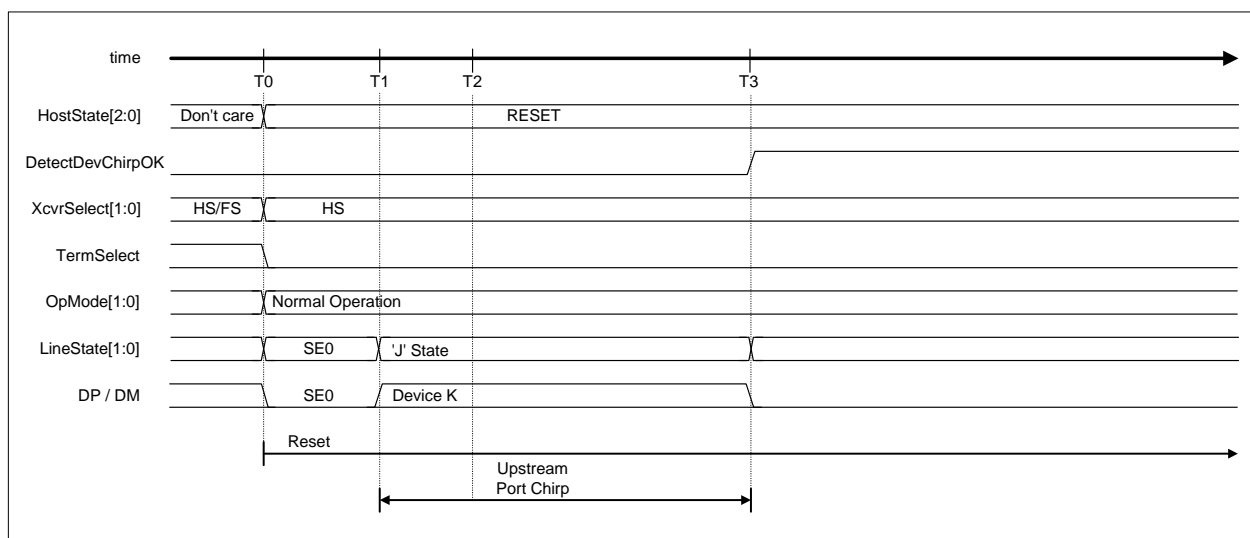 time
T0 T1 T2 T3
HostState[2:0] Don't care RESET
DetectDevChirpOK
XcvrSelect[1:0] HS/FS HS
TermSelect
OpMode[1:0] Normal Operation
LineState[1:0] SE0 'J' State
DP / DM SE0 Device K
Reset
Upstream
Port Chirp